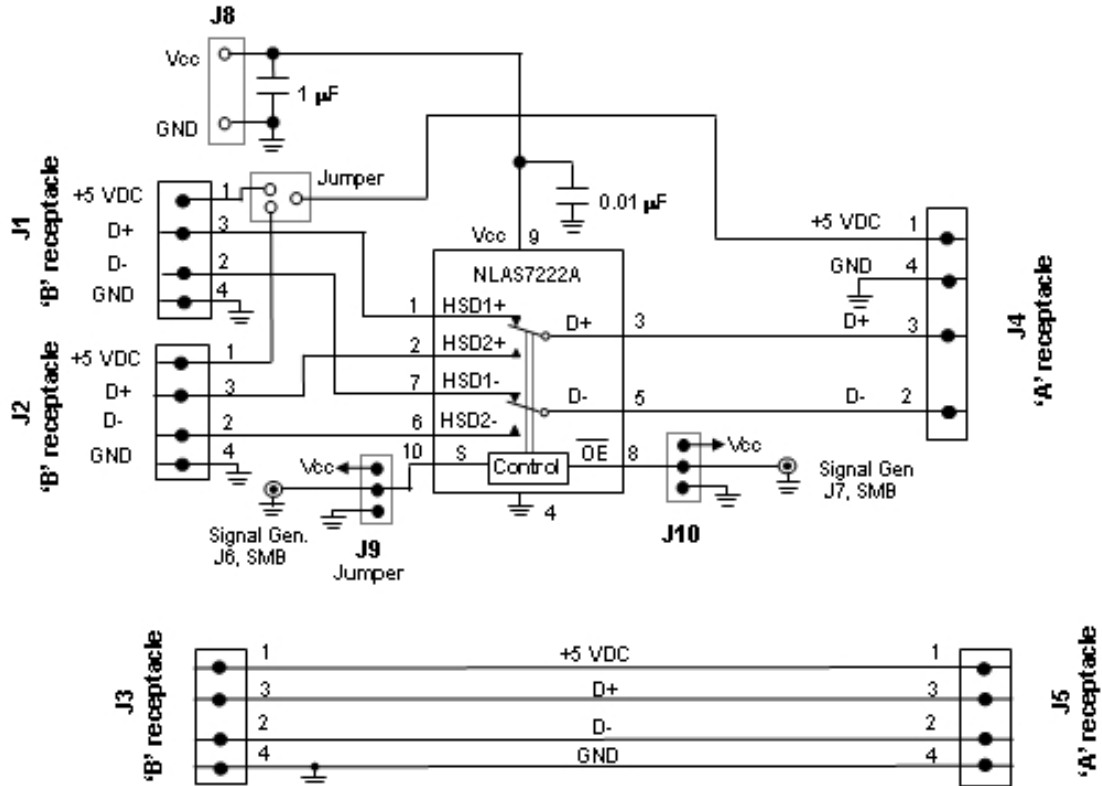 J8
Vcc
1 µF
GND
J1
'B' receptacle
+5 VDC
1
D+
3
D-
2
GND
4
Jumper
0.01 µF
Vcc
9
NLAS7222A
1
HSD1+
2
HSD2+
7
HSD1-
6
HSD2-
10
S
Control
OE
8
D+
3
D-
5
4
J2
'B' receptacle
+5 VDC
1
D+
3
D-
2
GND
4
+5 VDC
1
GND
4
D+
3
D-
2
J4
'A' receptacle
Vcc
Signal Gen.
J6, SMB
J9
Jumper
Vcc
J10
Signal Gen
J7, SMB
J3
'B' receptacle
1
+5 VDC
1
3
D+
3
2
D-
2
4
GND
4
J5
'A' receptacle